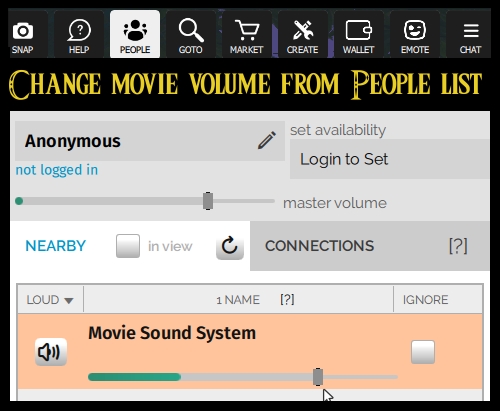 SNAP HELP PEOPLE GOTO MARKET CREATE WALLET EMOTE CHAT
Change movie volume from People list
Anonymous
set availability
Login to Set
not logged in
master volume
NEARBY in view CONNECTIONS [?]
LOUD 1 NAME [?] IGNORE
Movie Sound System